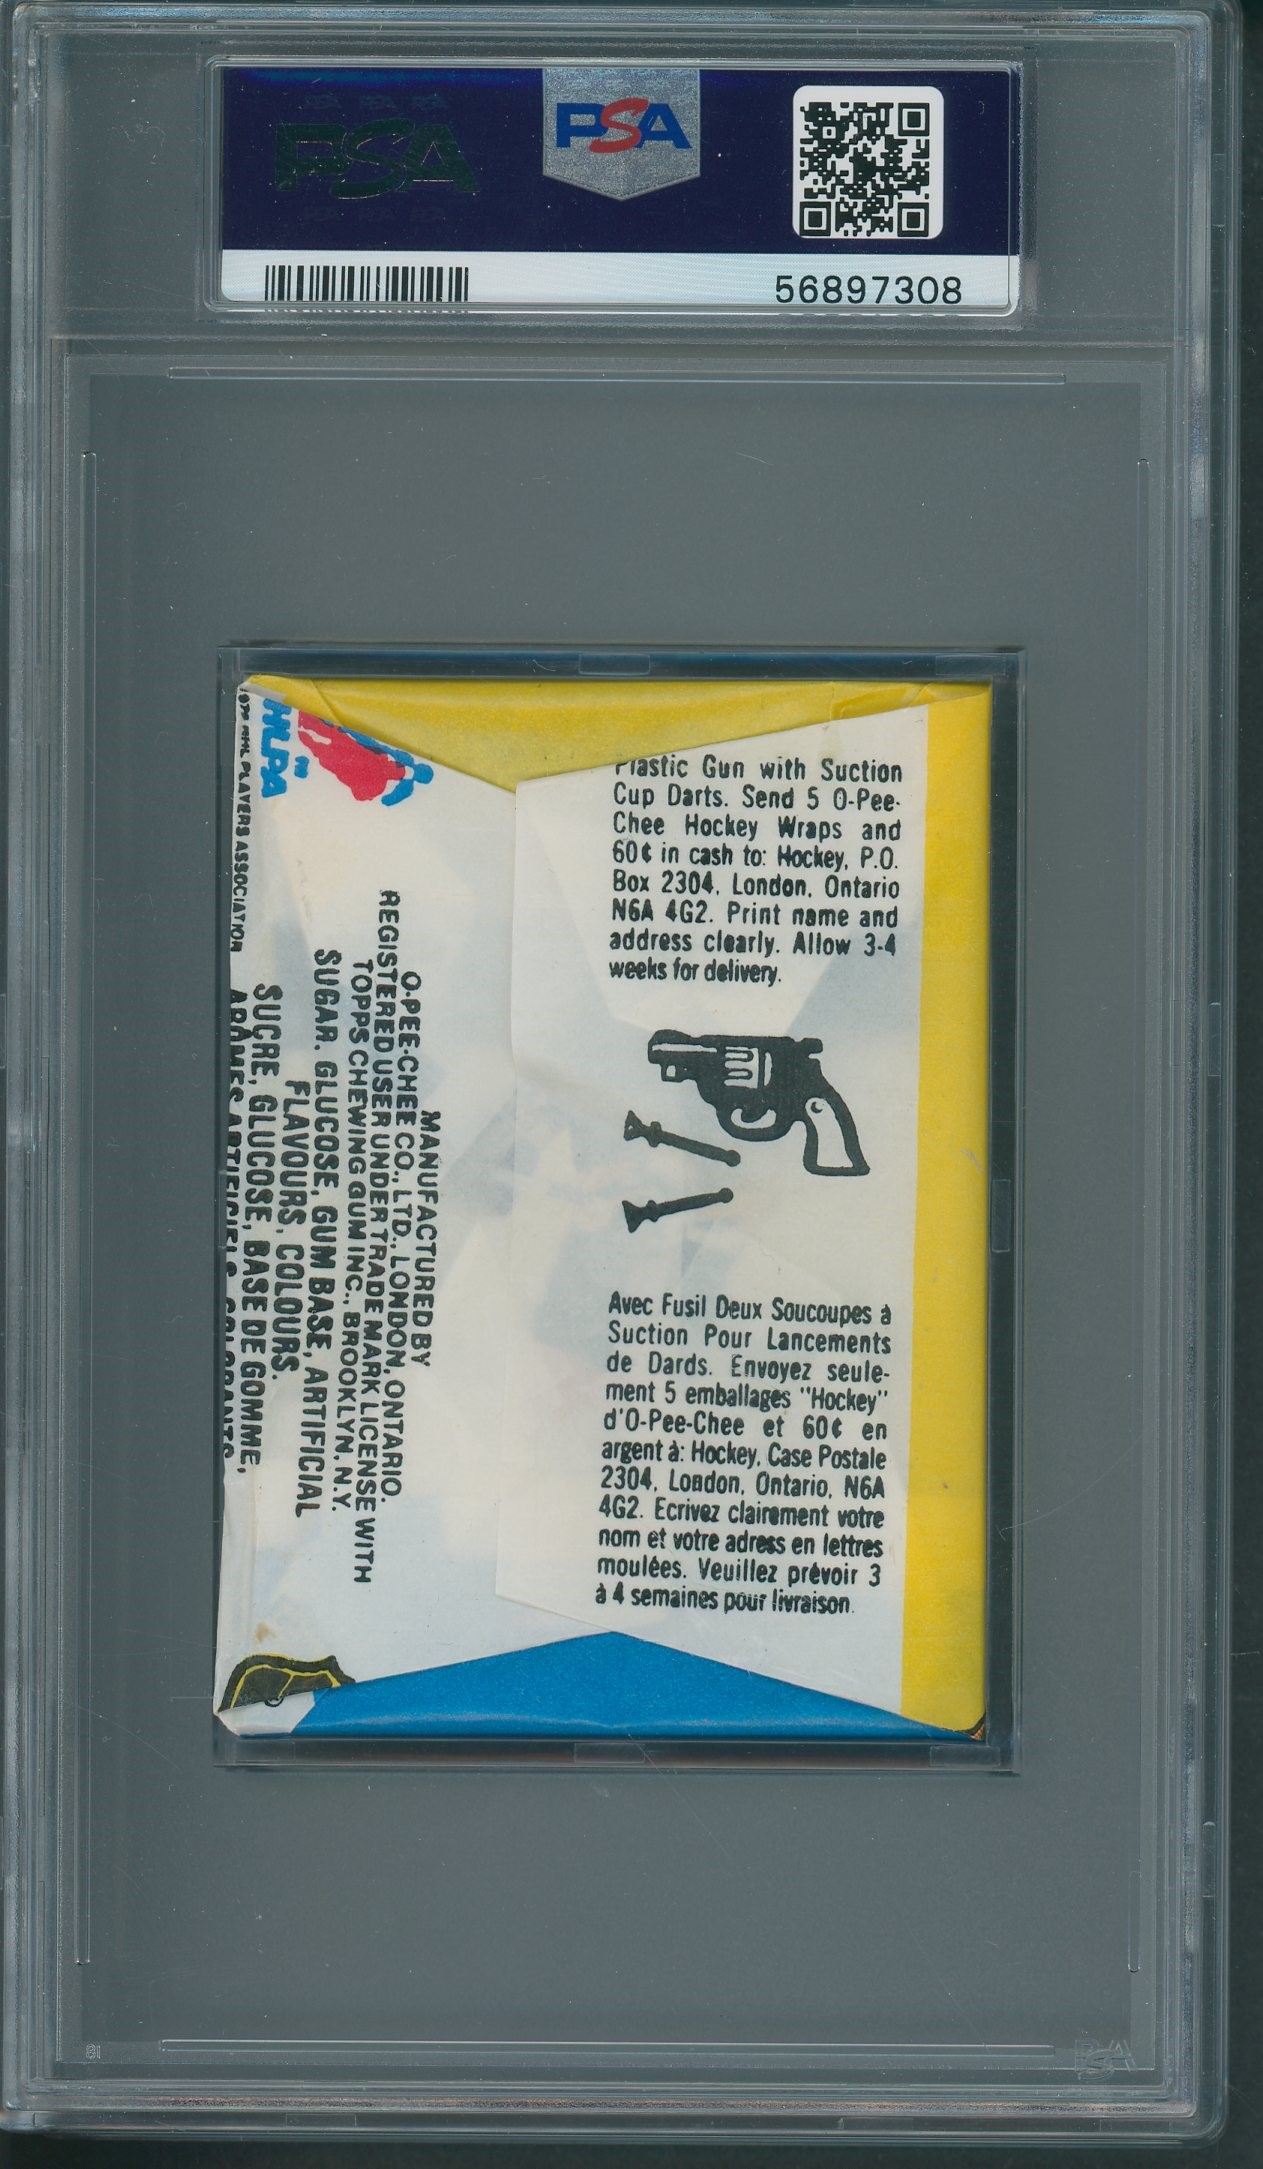 PSA
PSA
56897308
Plastic Gun with Suction
Cup Darts. Send 5 O-Pee-
Chee Hockey Wraps and
60¢ in cash to: Hockey, P.O.
Box 2304, London, Ontario
N6A 4G2. Print name and
address clearly. Allow 3-4
weeks for delivery.
Avec Fusil Deux Soucoupes à
Suction Pour Lancements
de Dards. Envoyez seule-
ment 5 emballages "Hockey"
d'O-Pee-Chee et 60¢ en
argent à: Hockey, Case Postale
2304, London, Ontario, N6A
4G2. Ecrivez clairement votre
nom et votre adress en lettres
moulées. Veuillez prévoir 3
à 4 semaines pour livraison.
MANUFACTURED BY
O-PEE-CHEE CO., LTD., LONDON, ONTARIO.
REGISTERED USER UNDER TRADE MARK LICENSE WITH
TOPPS CHEWING GUM INC., BROOKLYN, N.Y.
SUGAR, GLUCOSE, GUM BASE, ARTIFICIAL
FLAVOURS, COLOURS.
SUCRE, GLUCOSE, BASE DE GOMME,
ARÔMES ARTIFICIELS, COLORANTS
NHLPA
PLAYERS ASSOCIATION
PSA